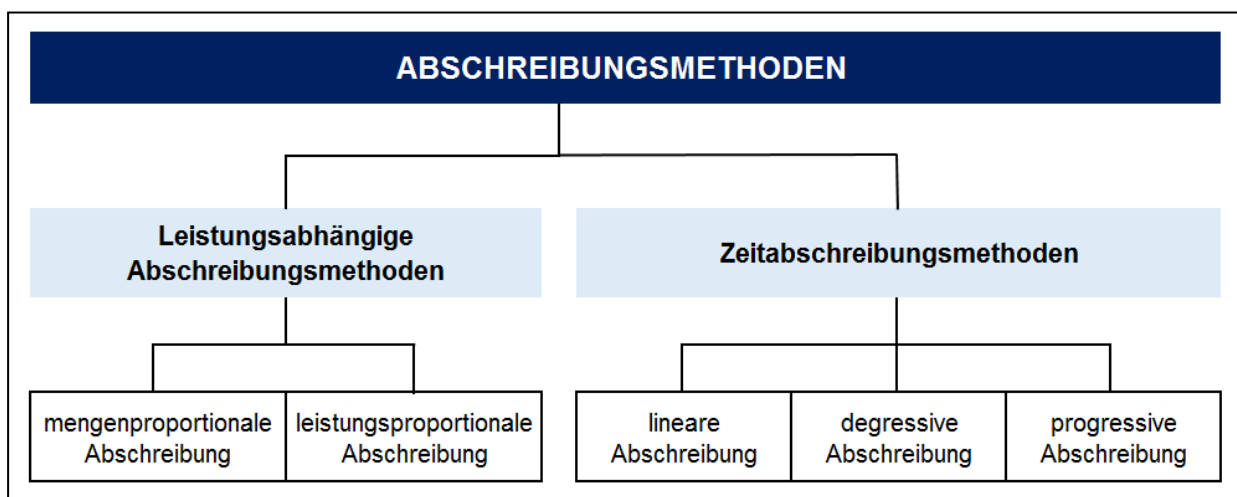 ABSCHREIBUNGSMETHODEN
Leistungsabhängige
Abschreibungsmethoden
Zeitabschreibungsmethoden
mengenproportionale
Abschreibung
leistungsproportionale
Abschreibung
lineare
Abschreibung
degressive
Abschreibung
progressive
Abschreibung